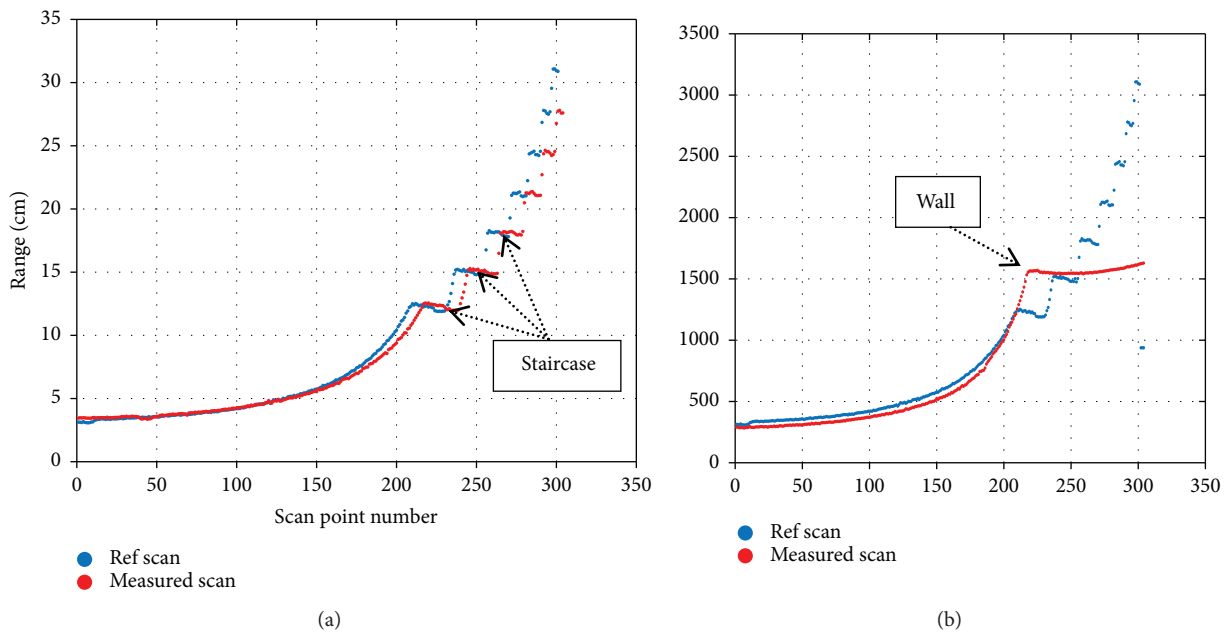 35
30
25
20
15
10
5
0
Range (cm)
0 50 100 150 200 250 300 350
Scan point number
Staircase
Ref scan
Measured scan
(a)
3500
3000
2500
2000
1500
1000
500
0
0 50 100 150 200 250 300 350
Wall
Ref scan
Measured scan
(b)